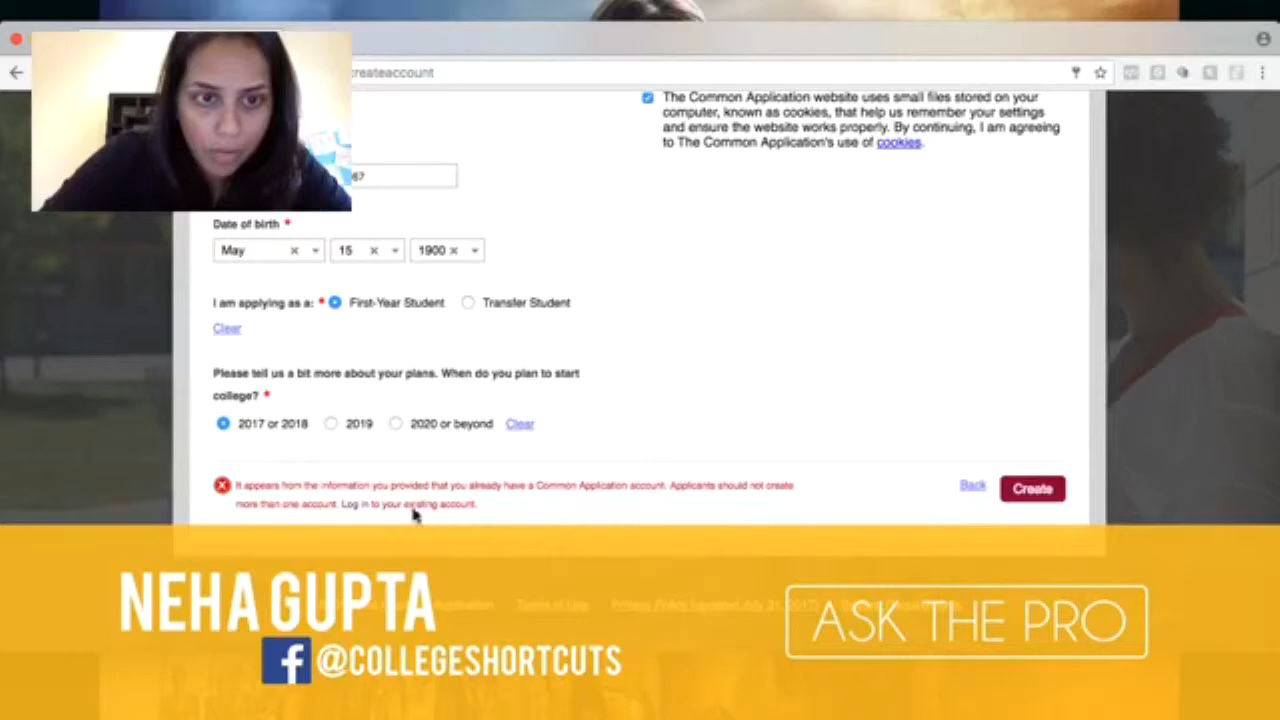 createaccount
The Common Application website uses small files stored on your
computer, known as cookies, that help us remember your settings
and ensure the website works properly. By continuing, I am agreeing
to The Common Application's use of cookies.
67
Date of birth *
May
15
1900
I am applying as a: * First-Year Student Transfer Student
Clear
Please tell us a bit more about your plans. When do you plan to start
college? *
2017 or 2018 2019 2020 or beyond Clear
It appears from the information you provided that you already have a Common Application account. Applicants should not create
more than one account. Log in to your existing account.
Back
Create
NEHA GUPTA
@COLLEGESHORTCUTS
ASK THE PRO